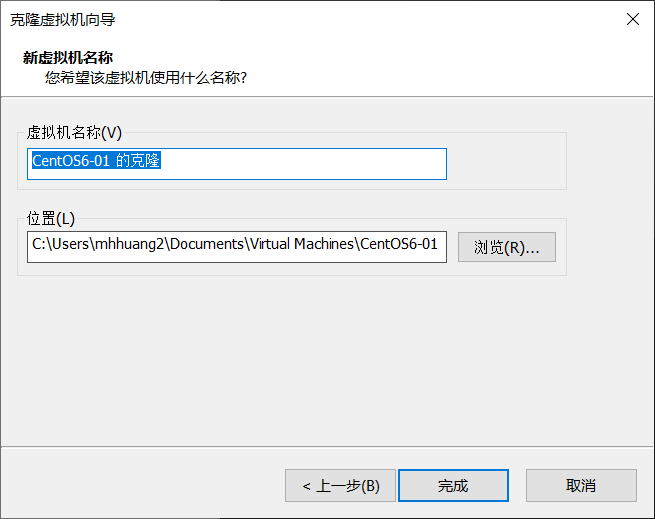 克隆虚拟机向导
新虚拟机名称
您希望该虚拟机使用什么名称?
虚拟机名称(V)
CentOS6-01 的克隆
位置(L)
C:\Users\mhhuang2\Documents\Virtual Machines\CentOS6-01
浏览(R)...
< 上一步(B)
完成
取消